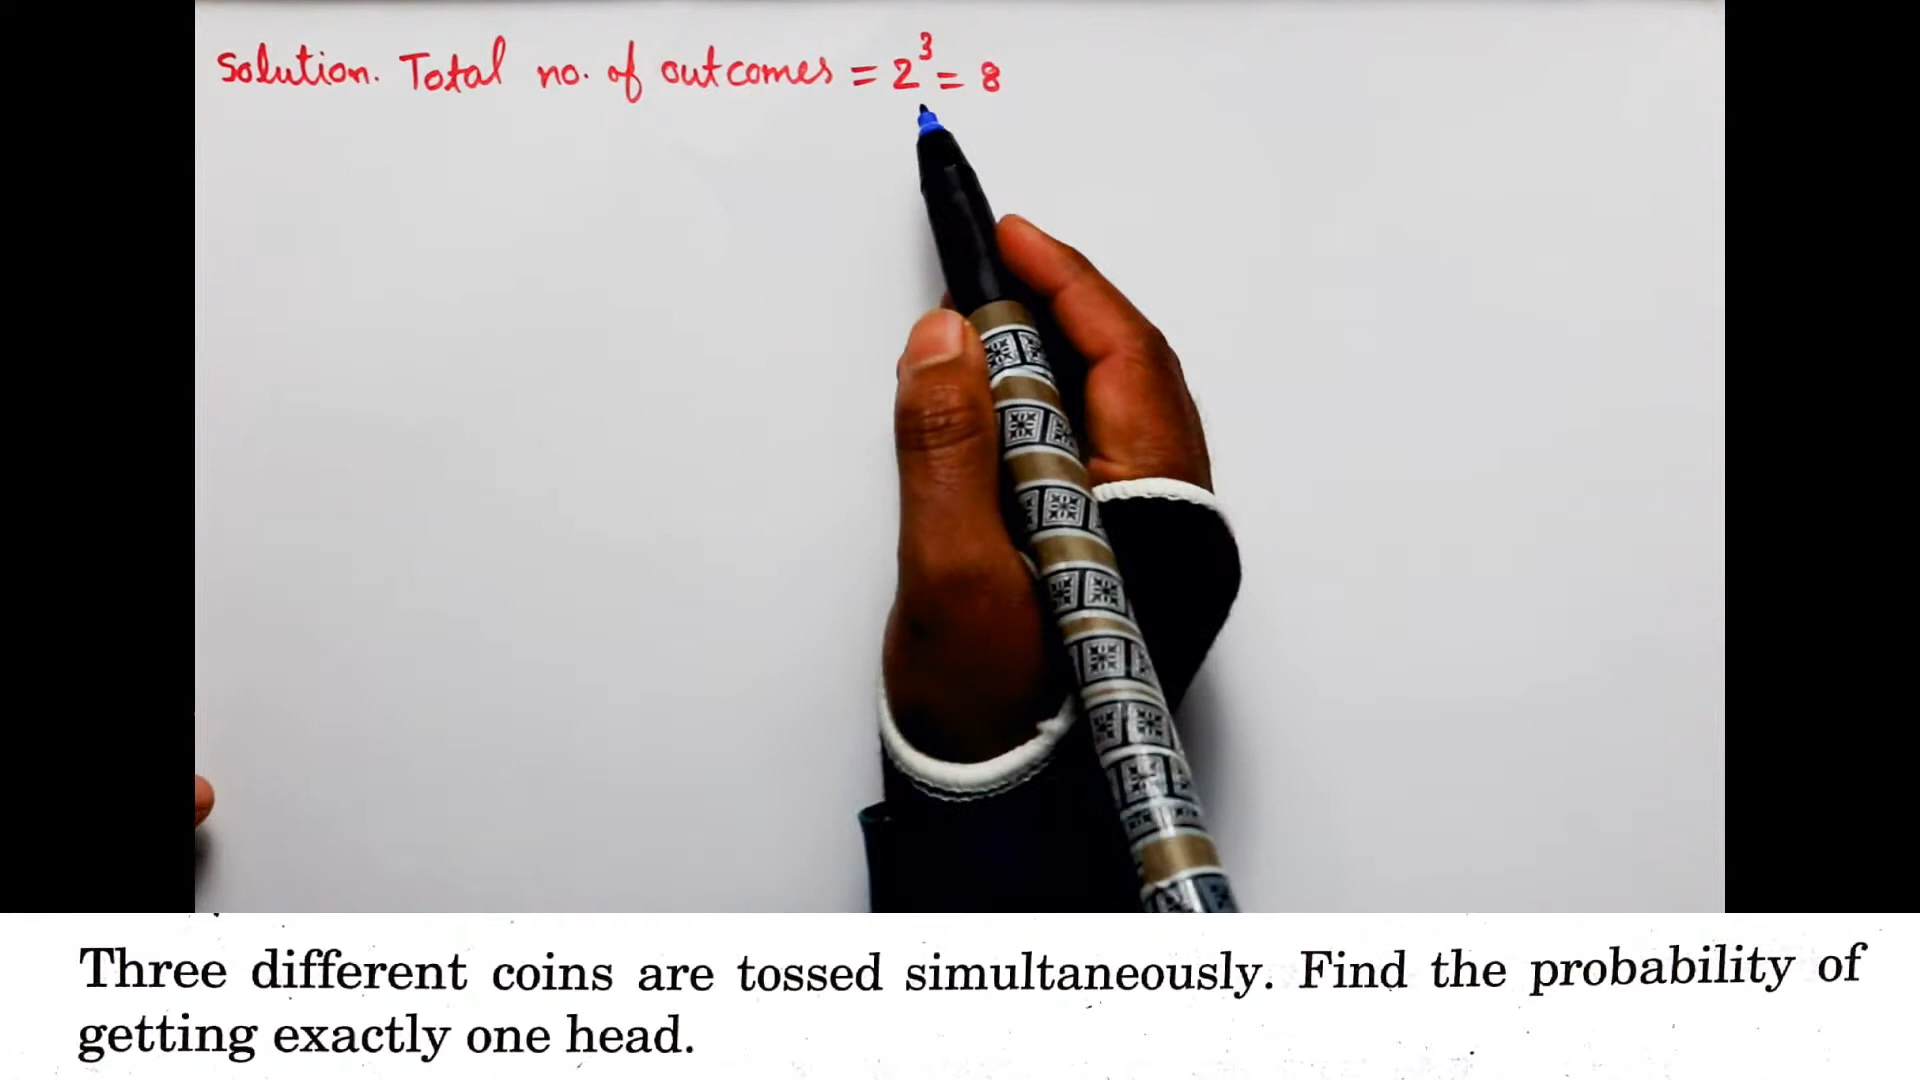 Solution. Total no. of outcomes = 2³ = 8
Three different coins are tossed simultaneously. Find the probability of
getting exactly one head.